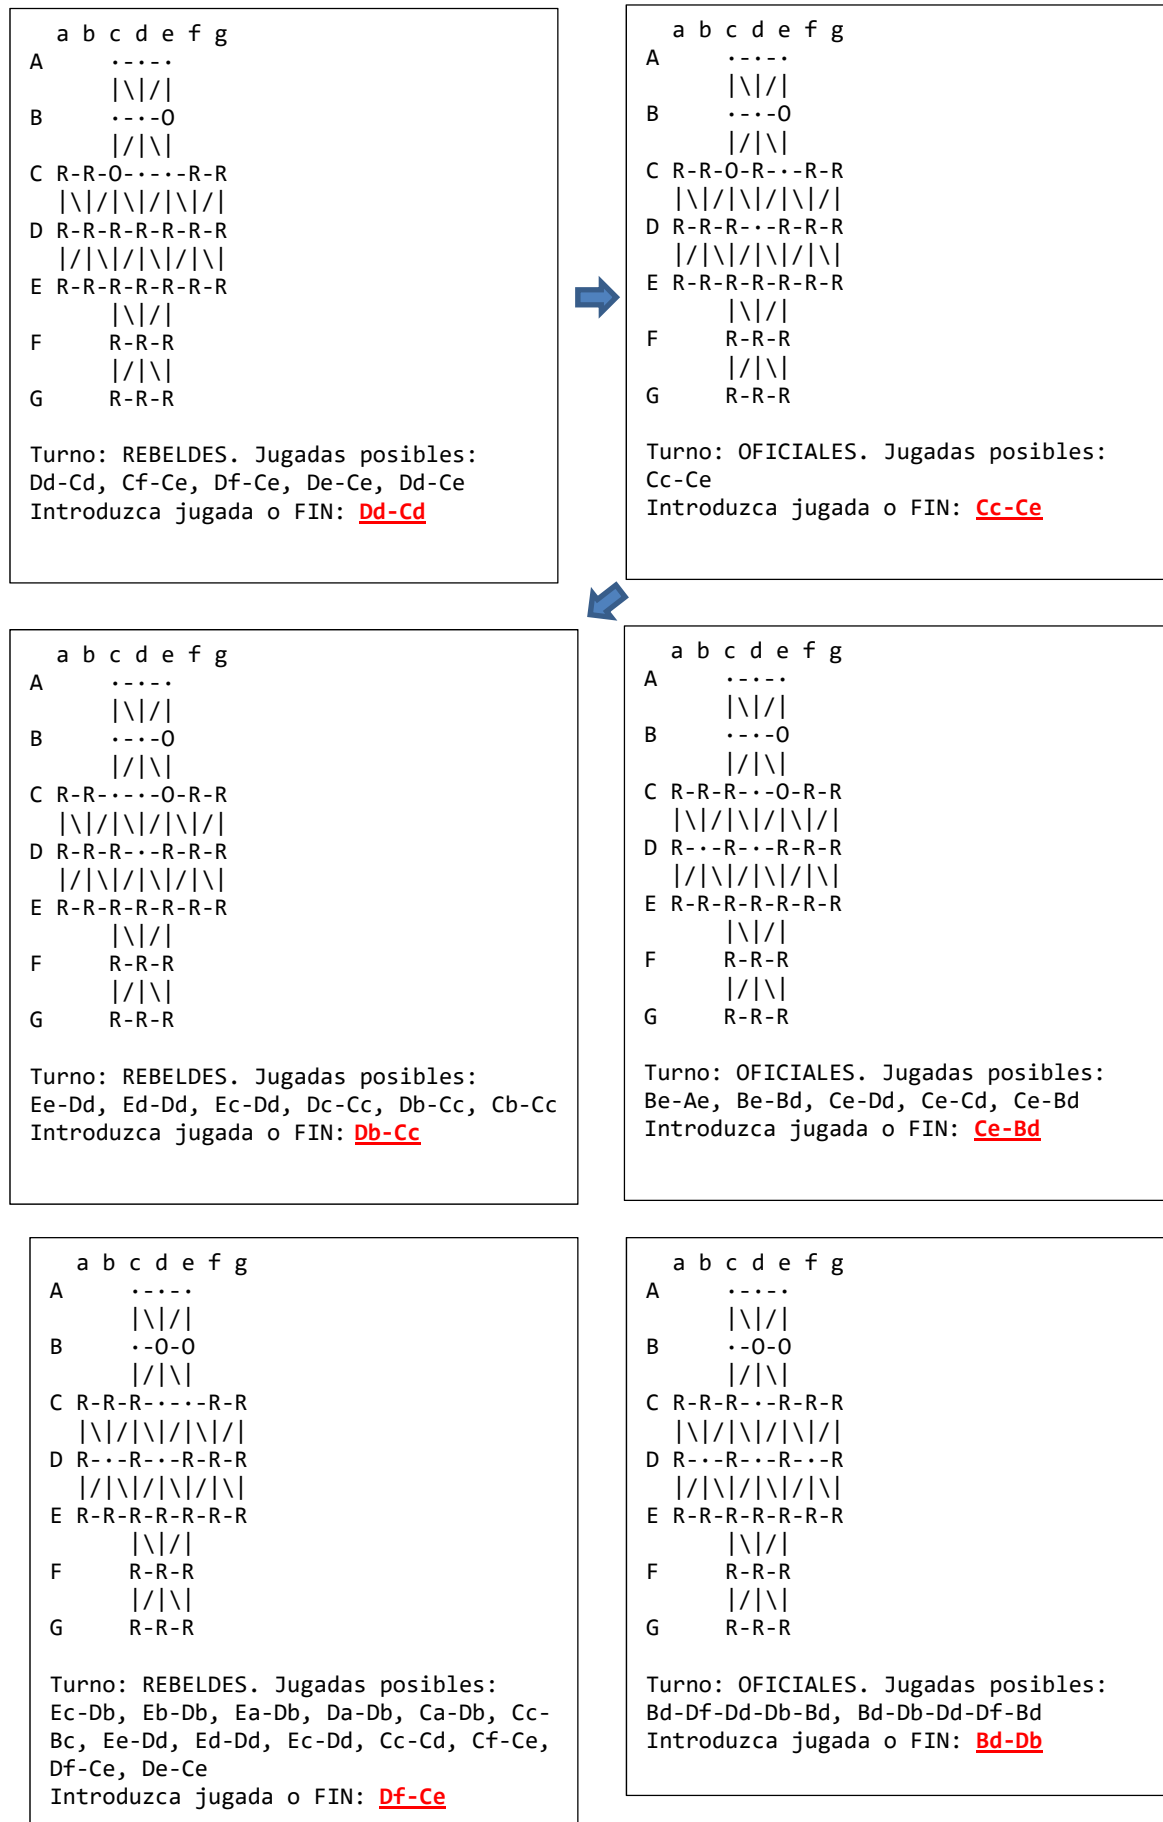 a b c d e f g
A     ·-·-·
      |\|/|
B     ·-·-O
      |/|\|
C R-R-O-·-·-R-R
  |\|/|\|/|\|/|
D R-R-R-R-R-R-R
  |/|\|/|\|/|\|
E R-R-R-R-R-R-R
      |\|/|
F     R-R-R
      |/|\|
G     R-R-R
Turno: REBELDES. Jugadas posibles:
Dd-Cd, Cf-Ce, Df-Ce, De-Ce, Dd-Ce
Introduzca jugada o FIN: Dd-Cd
  a b c d e f g
A     ·-·-·
      |\|/|
B     ·-·-O
      |/|\|
C R-R-O-R-·-R-R
  |\|/|\|/|\|/|
D R-R-R-·-R-R-R
  |/|\|/|\|/|\|
E R-R-R-R-R-R-R
      |\|/|
F     R-R-R
      |/|\|
G     R-R-R
Turno: OFICIALES. Jugadas posibles:
Cc-Ce
Introduzca jugada o FIN: Cc-Ce
  a b c d e f g
A     ·-·-·
      |\|/|
B     ·-·-O
      |/|\|
C R-R-·-·-O-R-R
  |\|/|\|/|\|/|
D R-R-R-·-R-R-R
  |/|\|/|\|/|\|
E R-R-R-R-R-R-R
      |\|/|
F     R-R-R
      |/|\|
G     R-R-R
Turno: REBELDES. Jugadas posibles:
Ee-Dd, Ed-Dd, Ec-Dd, Dc-Cc, Db-Cc, Cb-Cc
Introduzca jugada o FIN: Db-Cc
  a b c d e f g
A     ·-·-·
      |\|/|
B     ·-·-O
      |/|\|
C R-R-R-·-O-R-R
  |\|/|\|/|\|/|
D R-·-R-·-R-R-R
  |/|\|/|\|/|\|
E R-R-R-R-R-R-R
      |\|/|
F     R-R-R
      |/|\|
G     R-R-R
Turno: OFICIALES. Jugadas posibles:
Be-Ae, Be-Bd, Ce-Dd, Ce-Cd, Ce-Bd
Introduzca jugada o FIN: Ce-Bd
  a b c d e f g
A     ·-·-·
      |\|/|
B     ·-O-O
      |/|\|
C R-R-R-·-·-R-R
  |\|/|\|/|\|/|
D R-·-R-·-R-R-R
  |/|\|/|\|/|\|
E R-R-R-R-R-R-R
      |\|/|
F     R-R-R
      |/|\|
G     R-R-R
Turno: REBELDES. Jugadas posibles:
Ec-Db, Eb-Db, Ea-Db, Da-Db, Ca-Db, Cc-
Bc, Ee-Dd, Ed-Dd, Ec-Dd, Cc-Cd, Cf-Ce,
Df-Ce, De-Ce
Introduzca jugada o FIN: Df-Ce
  a b c d e f g
A     ·-·-·
      |\|/|
B     ·-O-O
      |/|\|
C R-R-R-·-R-R-R
  |\|/|\|/|\|/|
D R-·-R-·-R-·-R
  |/|\|/|\|/|\|
E R-R-R-R-R-R-R
      |\|/|
F     R-R-R
      |/|\|
G     R-R-R
Turno: OFICIALES. Jugadas posibles:
Bd-Df-Dd-Db-Bd, Bd-Db-Dd-Df-Bd
Introduzca jugada o FIN: Bd-Db